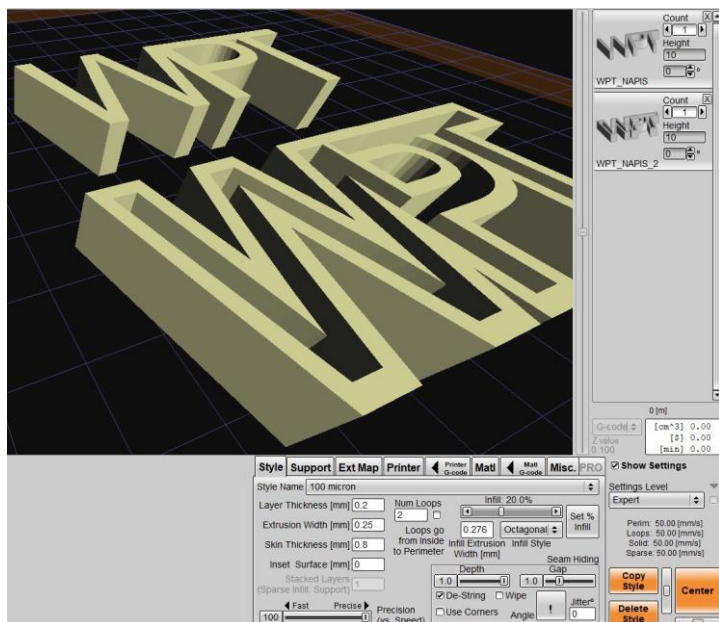 WPT
WPT
Count
X
1
Height
10
0 °
WPT_NAPIS
Count
X
1
Height
10
0 °
WPT_NAPIS_2
0 [m]
G-code
Z value
0.100
[cm^3] 0.00
[$] 0.00
[min] 0.00
Style Support Ext Map Printer Printer G-code Matl Matl G-code Misc. PRO
Show Settings
Style Name 100 micron
Settings Level
Expert
Layer Thickness [mm] 0.2
Num Loops
2
Infill: 20.0%
Set % Infill
Extrusion Width [mm] 0.25
Loops go from Inside to Perimeter
0.276
Octagonal
Infill Extrusion Width [mm]
Infill Style
Skin Thickness [mm] 0.8
Inset Surface [mm] 0
Stacked Layers
(Sparse Infill, Support) 1
Seam Hiding
Depth
Gap
1.0
1.0
De-String
Wipe
Use Corners
Angle
!
Jitter°
0
Fast
Precise
100
Precision
(vs. Speed)
Perim: 50.00 [mm/s]
Loops: 50.00 [mm/s]
Solid: 50.00 [mm/s]
Sparse: 50.00 [mm/s]
Copy Style
Center
Delete Style